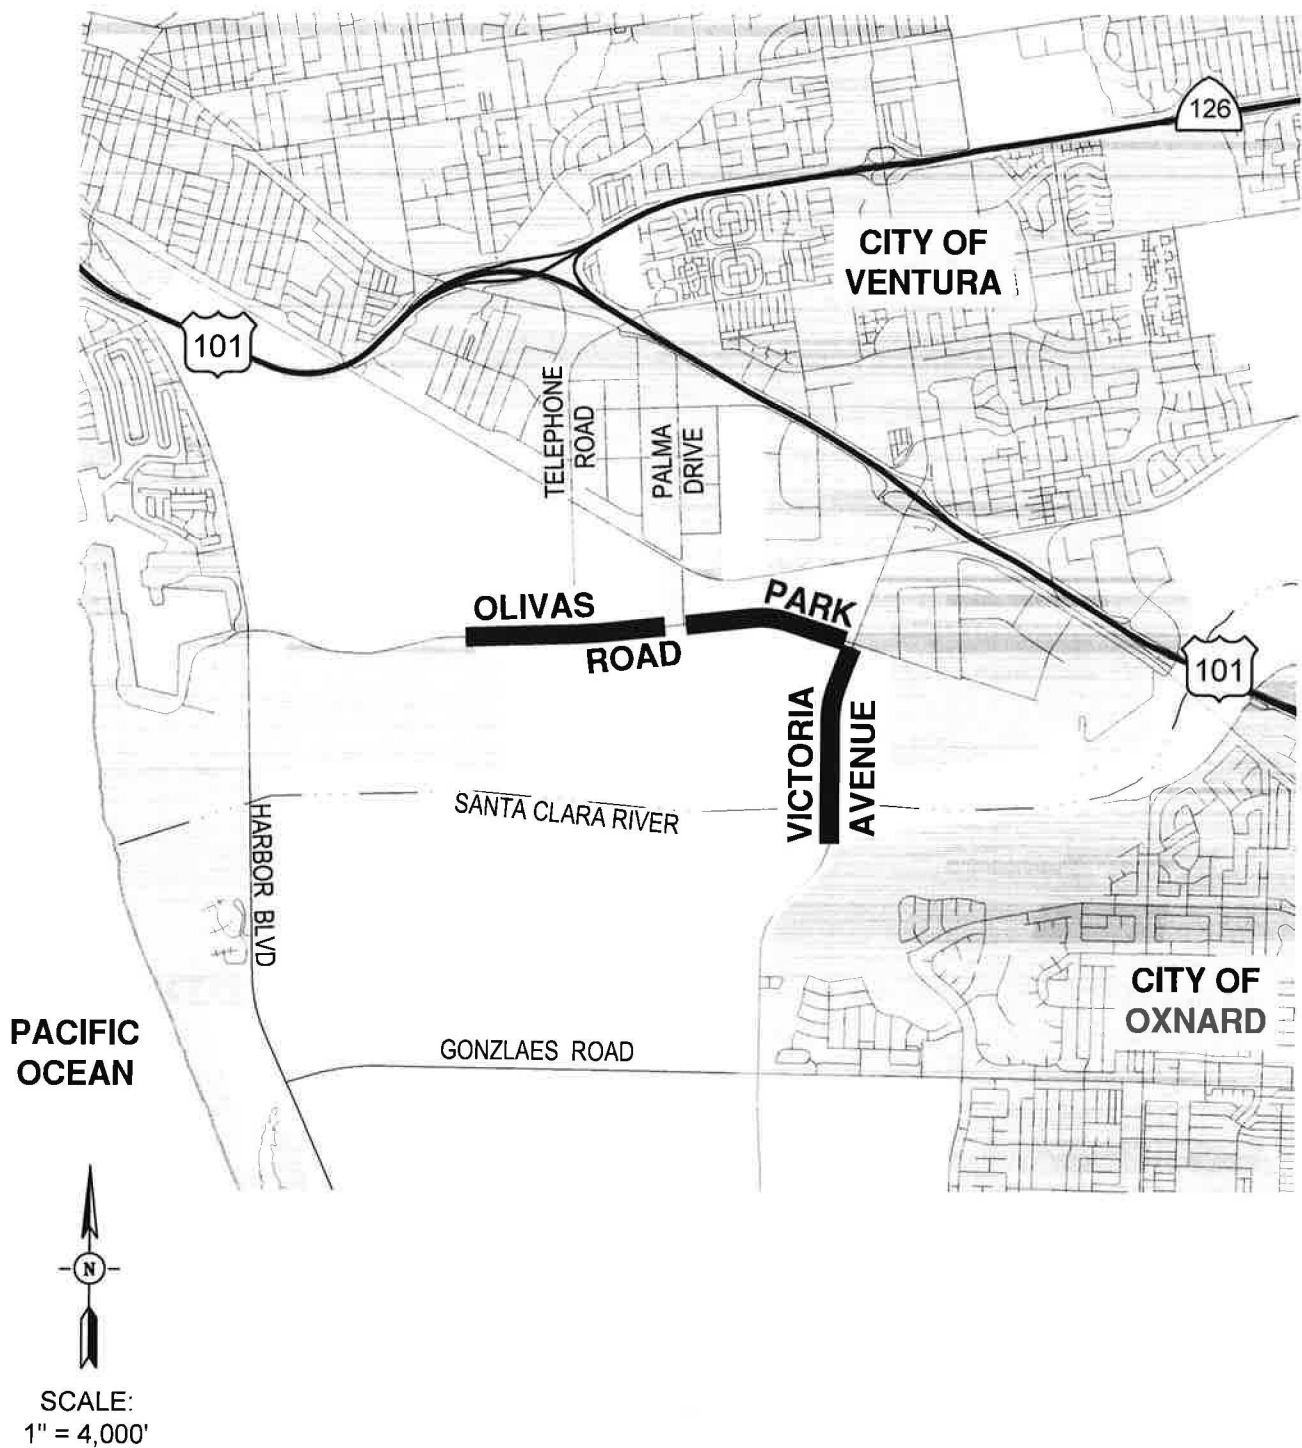 126
CITY OF
VENTURA
101
TELEPHONE
ROAD
PALMA
DRIVE
OLIVAS
PARK
ROAD
101
VICTORIA
AVENUE
SANTA CLARA RIVER
HARBOR BLVD
CITY OF
OXNARD
PACIFIC
OCEAN
GONZLAES ROAD
N
SCALE:
1" = 4,000'